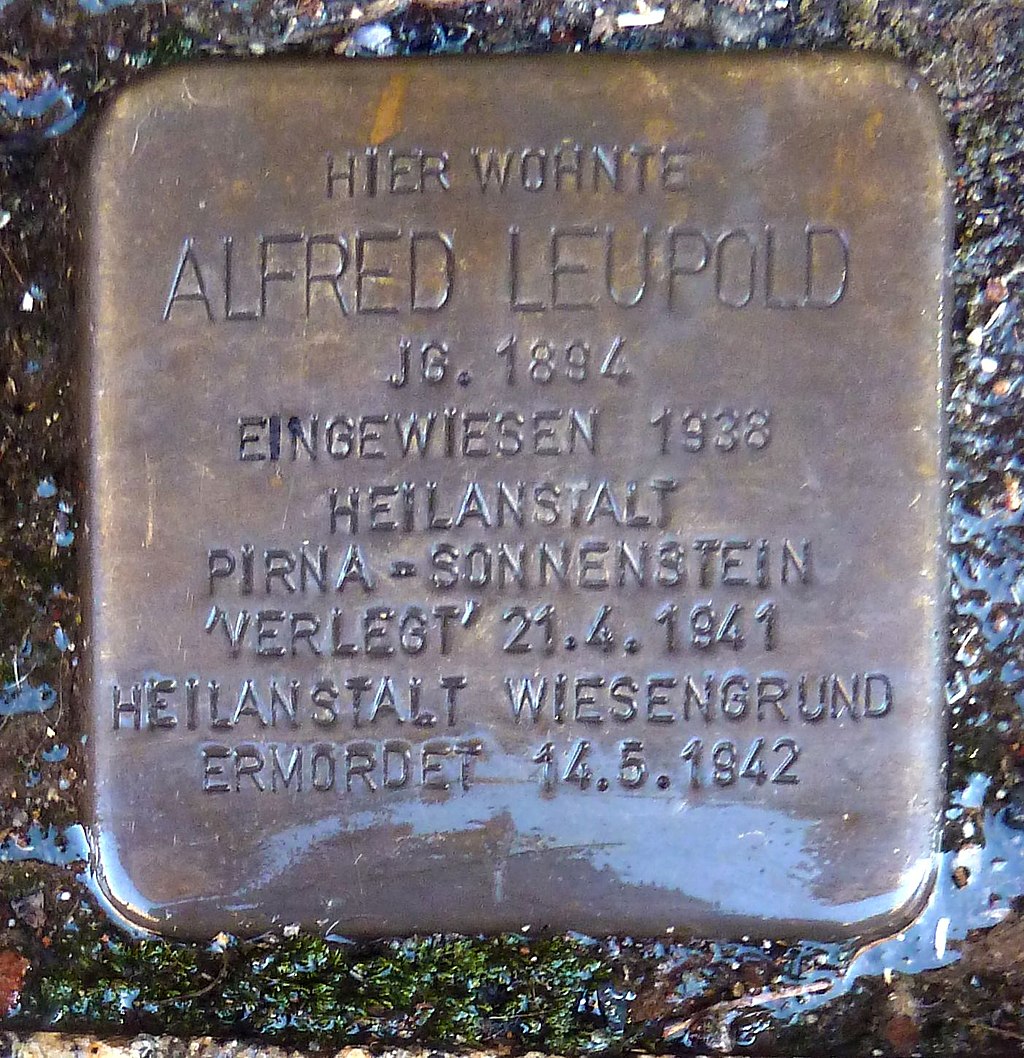 HIER WOHNTE
ALFRED LEUPOLD
JG. 1894
EINGEWIESEN 1938
HEILANSTALT
PIRNA-SONNENSTEIN
'VERLEGT' 21.4.1941
HEILANSTALT WIESENGRUND
ERMORDET 14.5.1942